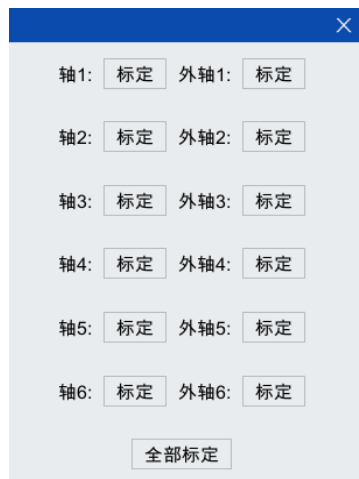 轴1: 标定 外轴1: 标定
轴2: 标定 外轴2: 标定
轴3: 标定 外轴3: 标定
轴4: 标定 外轴4: 标定
轴5: 标定 外轴5: 标定
轴6: 标定 外轴6: 标定
全部标定